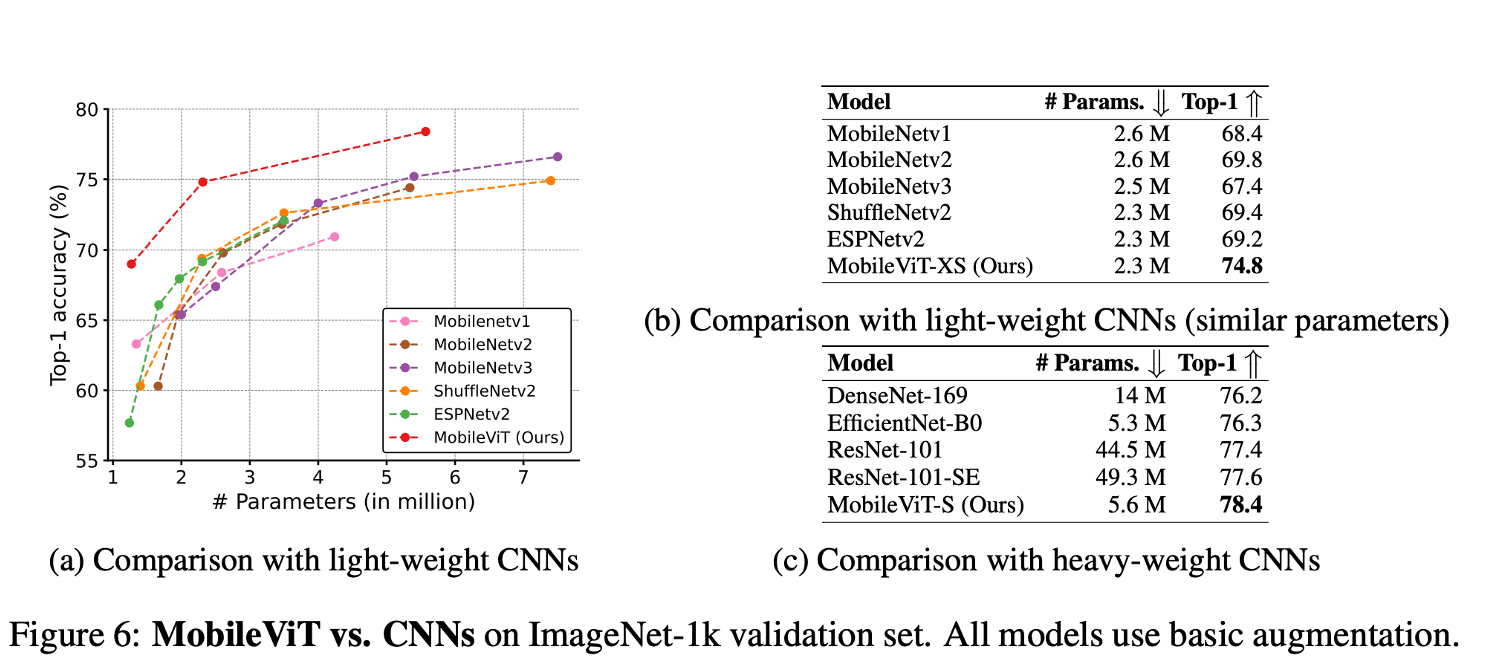 80
75
70
65
60
55
Top-1 accuracy (%)
1 2 3 4 5 6 7
# Parameters (in million)
Mobilenetv1
MobileNetv2
MobileNetv3
ShuffleNetv2
ESPNetv2
MobileViT (Ours)
(a) Comparison with light-weight CNNs
Model # Params. ⇓ Top-1 ⇑
MobileNetv1 2.6 M 68.4
MobileNetv2 2.6 M 69.8
MobileNetv3 2.5 M 67.4
ShuffleNetv2 2.3 M 69.4
ESPNetv2 2.3 M 69.2
MobileViT-XS (Ours) 2.3 M 74.8
(b) Comparison with light-weight CNNs (similar parameters)
Model # Params. ⇓ Top-1 ⇑
DenseNet-169 14 M 76.2
EfficientNet-B0 5.3 M 76.3
ResNet-101 44.5 M 77.4
ResNet-101-SE 49.3 M 77.6
MobileViT-S (Ours) 5.6 M 78.4
(c) Comparison with heavy-weight CNNs
Figure 6: MobileViT vs. CNNs on ImageNet-1k validation set. All models use basic augmentation.